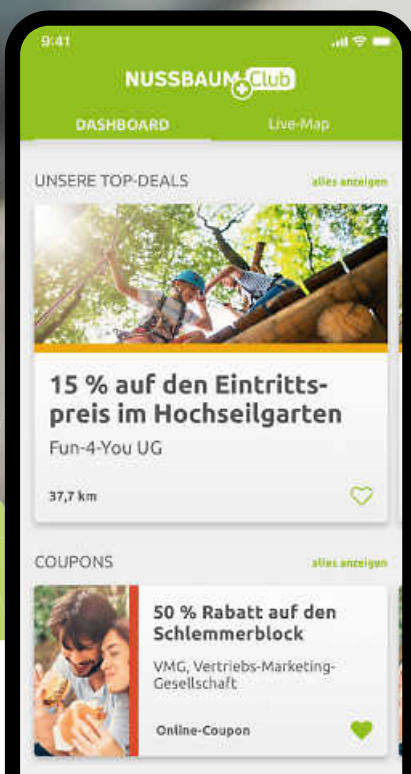 9:41
NUSSBAUM Club
DASHBOARD
Live-Map
UNSERE TOP-DEALS
alles anzeigen
15 % auf den Eintritts-
preis im Hochseilgarten
Fun-4-You UG
37,7 km
COUPONS
alles anzeigen
50 % Rabatt auf den
Schlemmerblock
VMG, Vertriebs-Marketing-
Gesellschaft
Online-Coupon